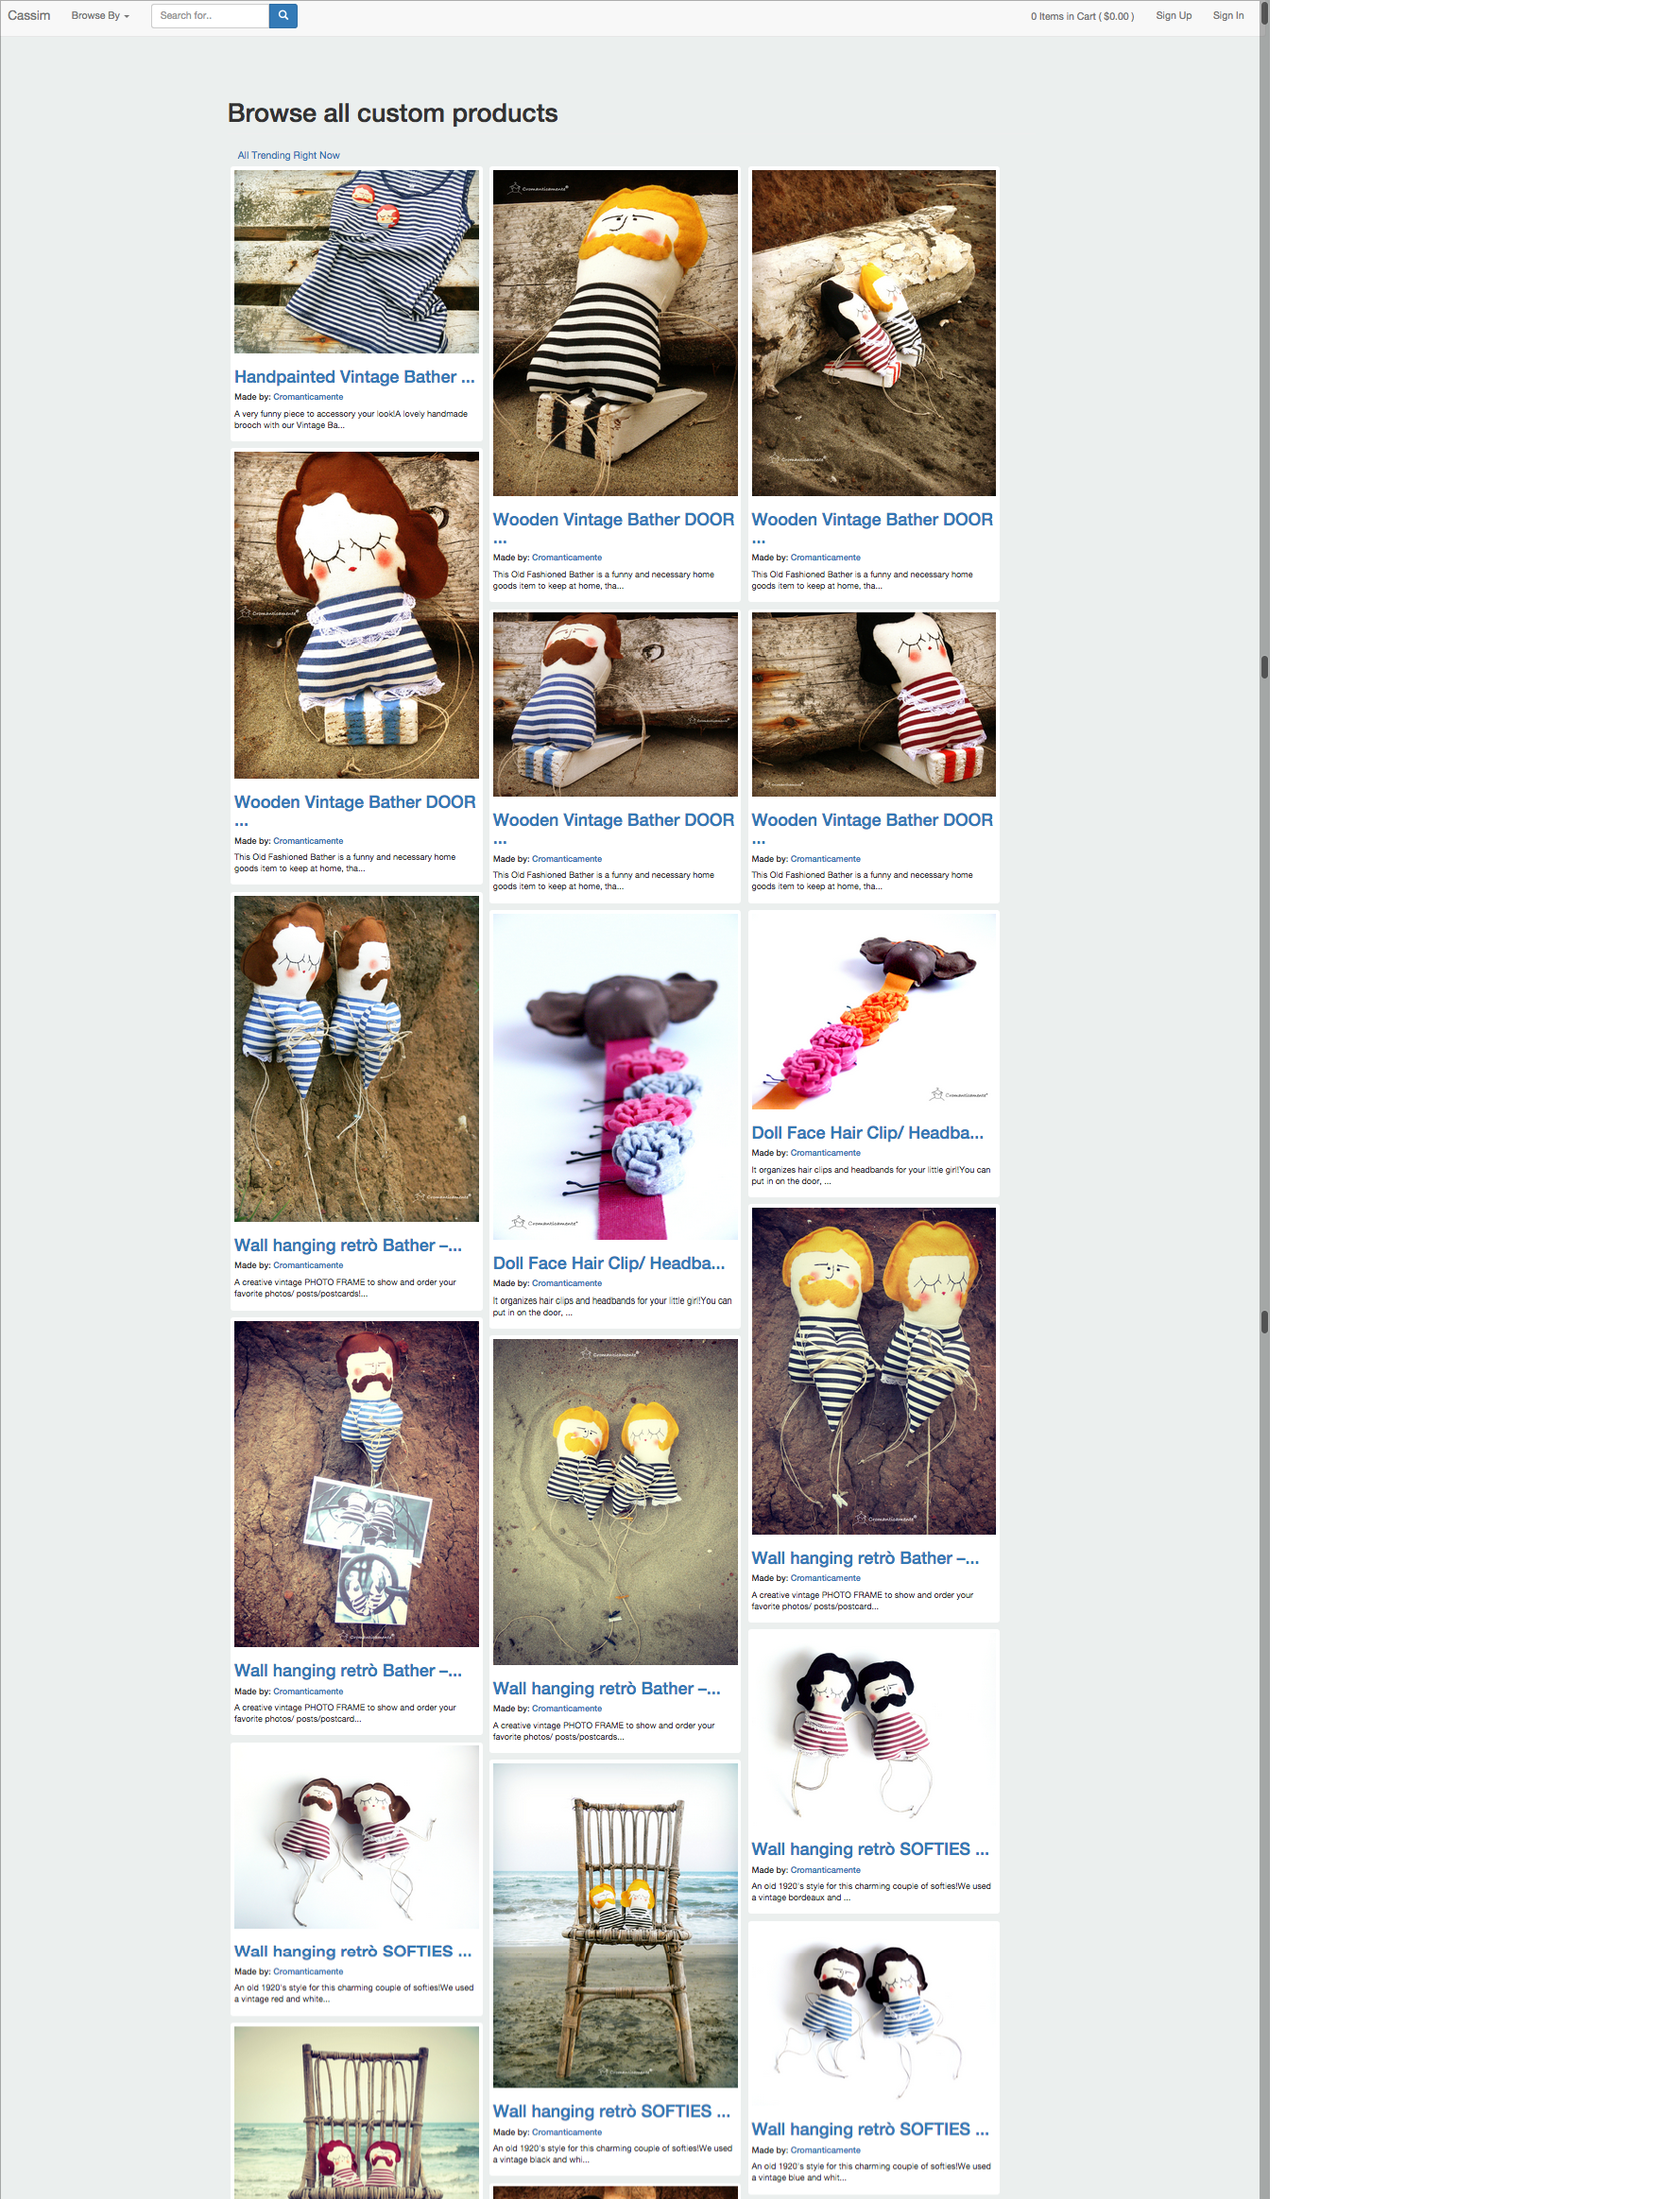 Cassim
Browse By
Search for..
0 Items in Cart ( $0.00 )
Sign Up
Sign In
Browse all custom products
All Trending Right Now
Handpainted Vintage Bather ...
Made by: Cromanticamente
A very funny piece to accessory your look!A lovely handmade
brooch with our Vintage Ba...
Cromanticamente
Wooden Vintage Bather DOOR
...
Made by: Cromanticamente
This Old Fashioned Bather is a funny and necessary home
goods item to keep at home, tha...
Cromanticamente
Wall hanging retrò Bather –...
Made by: Cromanticamente
A creative vintage PHOTO FRAME to show and order your
favorite photos/ posts/postcards!...
Cromanticamente
Wall hanging retrò Bather –...
Made by: Cromanticamente
A creative vintage PHOTO FRAME to show and order your
favorite photos/ posts/postcard...
Wall hanging retrò SOFTIES ...
Made by: Cromanticamente
An old 1920's style for this charming couple of softies!We used
a vintage red and white...
Cromanticamente
Wooden Vintage Bather DOOR
...
Made by: Cromanticamente
This Old Fashioned Bather is a funny and necessary home
goods item to keep at home, tha...
Cromanticamente
Wooden Vintage Bather DOOR
...
Made by: Cromanticamente
This Old Fashioned Bather is a funny and necessary home
goods item to keep at home, tha...
Cromanticamente
Doll Face Hair Clip/ Headba...
Made by: Cromanticamente
It organizes hair clips and headbands for your little girl!You can
put in on the door, ...
Cromanticamente
Wall hanging retrò Bather –...
Made by: Cromanticamente
A creative vintage PHOTO FRAME to show and order your
favorite photos/ posts/postcards...
Cromanticamente
Wall hanging retrò SOFTIES ...
Made by: Cromanticamente
An old 1920's style for this charming couple of softies!We used
a vintage black and whi...
Cromanticamente
Wooden Vintage Bather DOOR
...
Made by: Cromanticamente
This Old Fashioned Bather is a funny and necessary home
goods item to keep at home, tha...
Cromanticamente
Wooden Vintage Bather DOOR
...
Made by: Cromanticamente
This Old Fashioned Bather is a funny and necessary home
goods item to keep at home, tha...
Cromanticamente
Doll Face Hair Clip/ Headba...
Made by: Cromanticamente
It organizes hair clips and headbands for your little girl!You can
put in on the door, ...
Cromanticamente
Wall hanging retrò Bather –...
Made by: Cromanticamente
A creative vintage PHOTO FRAME to show and order your
favorite photos/ posts/postcard...
Wall hanging retrò SOFTIES ...
Made by: Cromanticamente
An old 1920's style for this charming couple of softies!We used
a vintage bordeaux and ...
Wall hanging retrò SOFTIES ...
Made by: Cromanticamente
An old 1920's style for this charming couple of softies!We used
a vintage blue and whit...